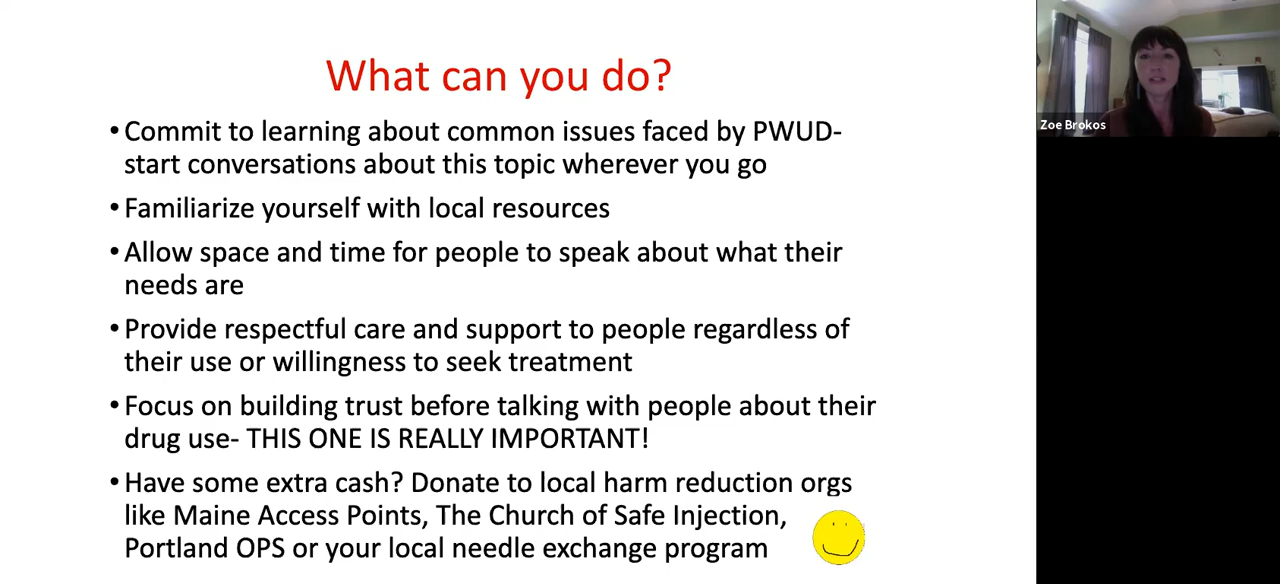 What can you do?
• Commit to learning about common issues faced by PWUD-
start conversations about this topic wherever you go
• Familiarize yourself with local resources
• Allow space and time for people to speak about what their
needs are
• Provide respectful care and support to people regardless of
their use or willingness to seek treatment
• Focus on building trust before talking with people about their
drug use- THIS ONE IS REALLY IMPORTANT!
• Have some extra cash? Donate to local harm reduction orgs
like Maine Access Points, The Church of Safe Injection,
Portland OPS or your local needle exchange program
Zoe Brokos